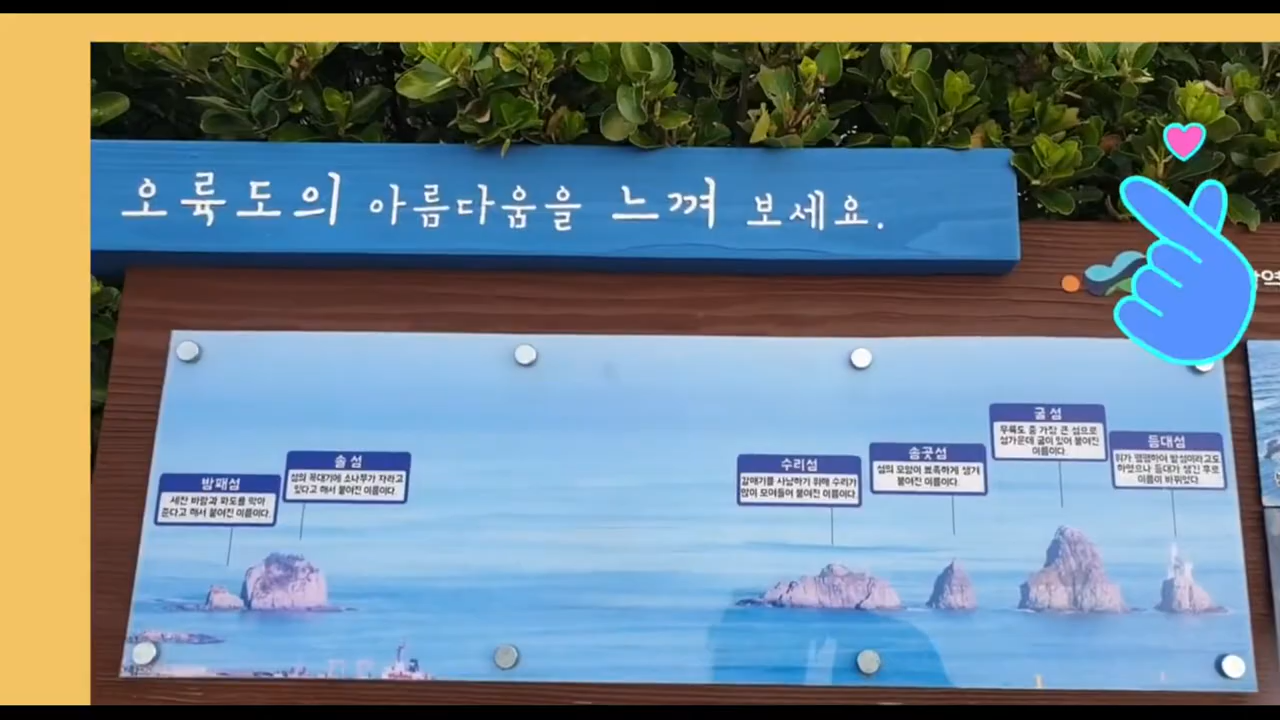 오륙도의 아름다움을 느껴 보세요.
방패섬
세찬 바람과 파도를 막아
준다고 해서 붙여진 이름이다.
솔 섬
섬의 꼭대기에 소나무가 자라고
있다고 해서 붙여진 이름이다.
수리섬
갈매기를 사냥하기 위해 수리가
많이 모여들어 붙여진 이름이다.
송곳섬
섬의 모양이 뾰족하게 생겨
붙여진 이름이다.
굴 섬
우륙도 중 가장 큰 섬으로
섬가운데 굴이 있어 붙여진
이름이다.
등대섬
위가 평평하여 밭섬이라고도
하였으나 등대가 생긴 후로
이름이 바뀌었다.